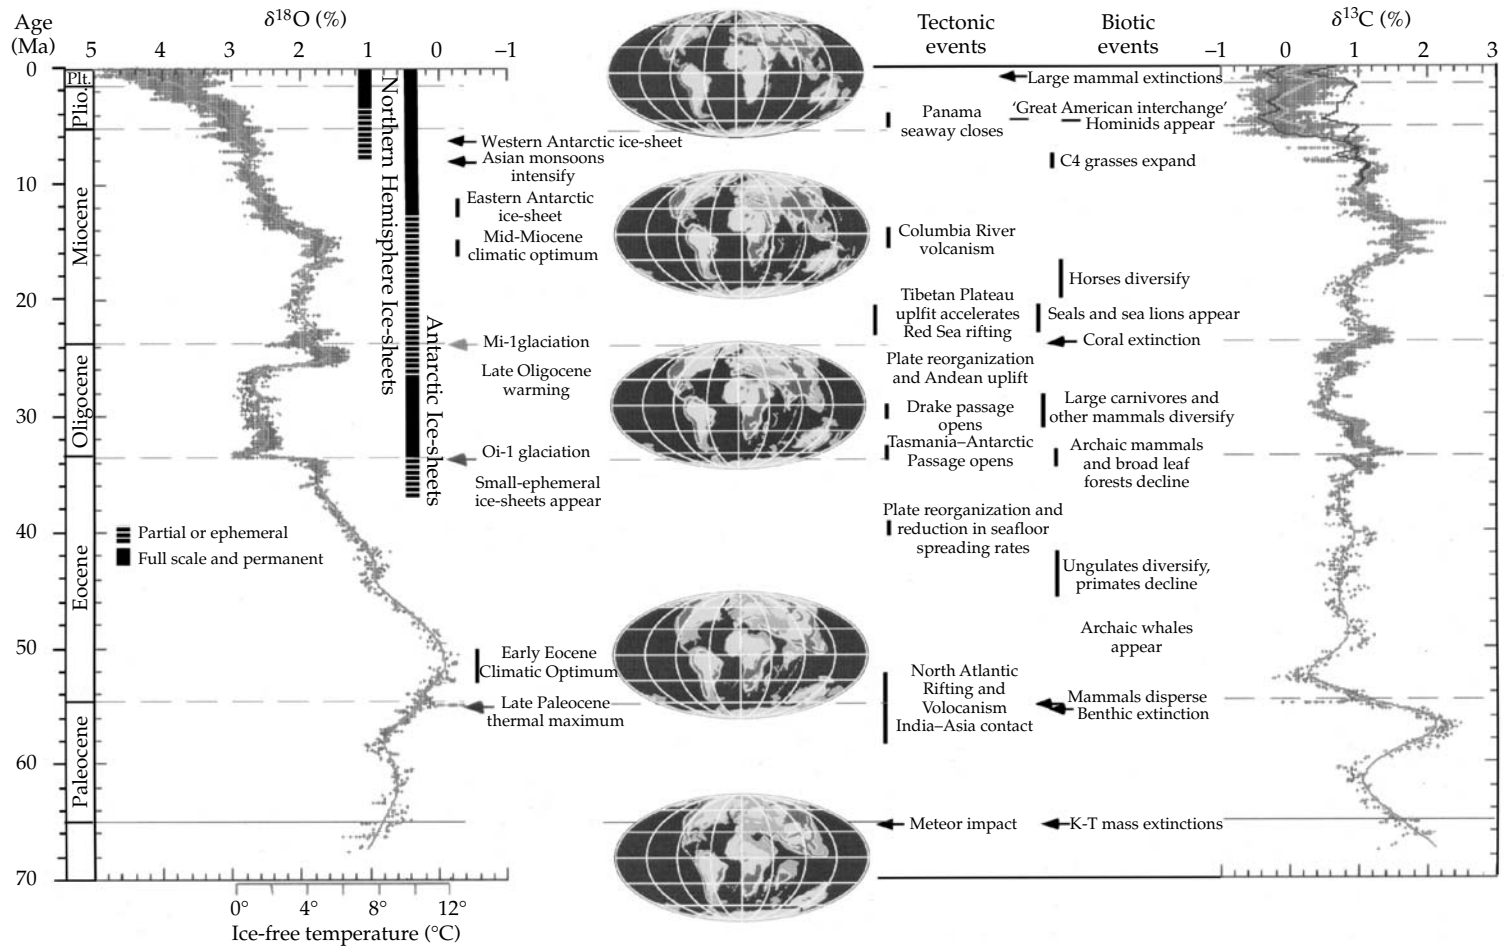 Age
(Ma)
δ18O (%)
5 4 3 2 1 0 –1
0
10
20
30
40
50
60
70
Plt.
Plio.
Miocene
Oligocene
Eocene
Paleocene
Northern Hemisphere Ice-sheets
Antarctic Ice-sheets
Partial or ephemeral
Full scale and permanent
0° 4° 8° 12°
Ice-free temperature (°C)
Western Antarctic ice-sheet
Asian monsoons
intensify
Eastern Antarctic
ice-sheet
Mid-Miocene
climatic optimum
Mi-1glaciation
Late Oligocene
warming
Oi-1 glaciation
Small-ephemeral
ice-sheets appear
Early Eocene
Climatic Optimum
Late Paleocene
thermal maximum
Tectonic
events
Panama
seaway closes
Columbia River
volcanism
Tibetan Plateau
uplfit accelerates
Red Sea rifting
Plate reorganization
and Andean uplift
Drake passage
opens
Tasmania–Antarctic
Passage opens
Plate reorganization and
reduction in seafloor
spreading rates
North Atlantic
Rifting and
Volocanism
India–Asia contact
Meteor impact
Biotic
events
Large mammal extinctions
‘Great American interchange’
Hominids appear
C4 grasses expand
Horses diversify
Seals and sea lions appear
Coral extinction
Large carnivores and
other mammals diversify
Archaic mammals
and broad leaf
forests decline
Ungulates diversify,
primates decline
Archaic whales
appear
Mammals disperse
Benthic extinction
K-T mass extinctions
δ13C (%)
–1 0 1 2 3